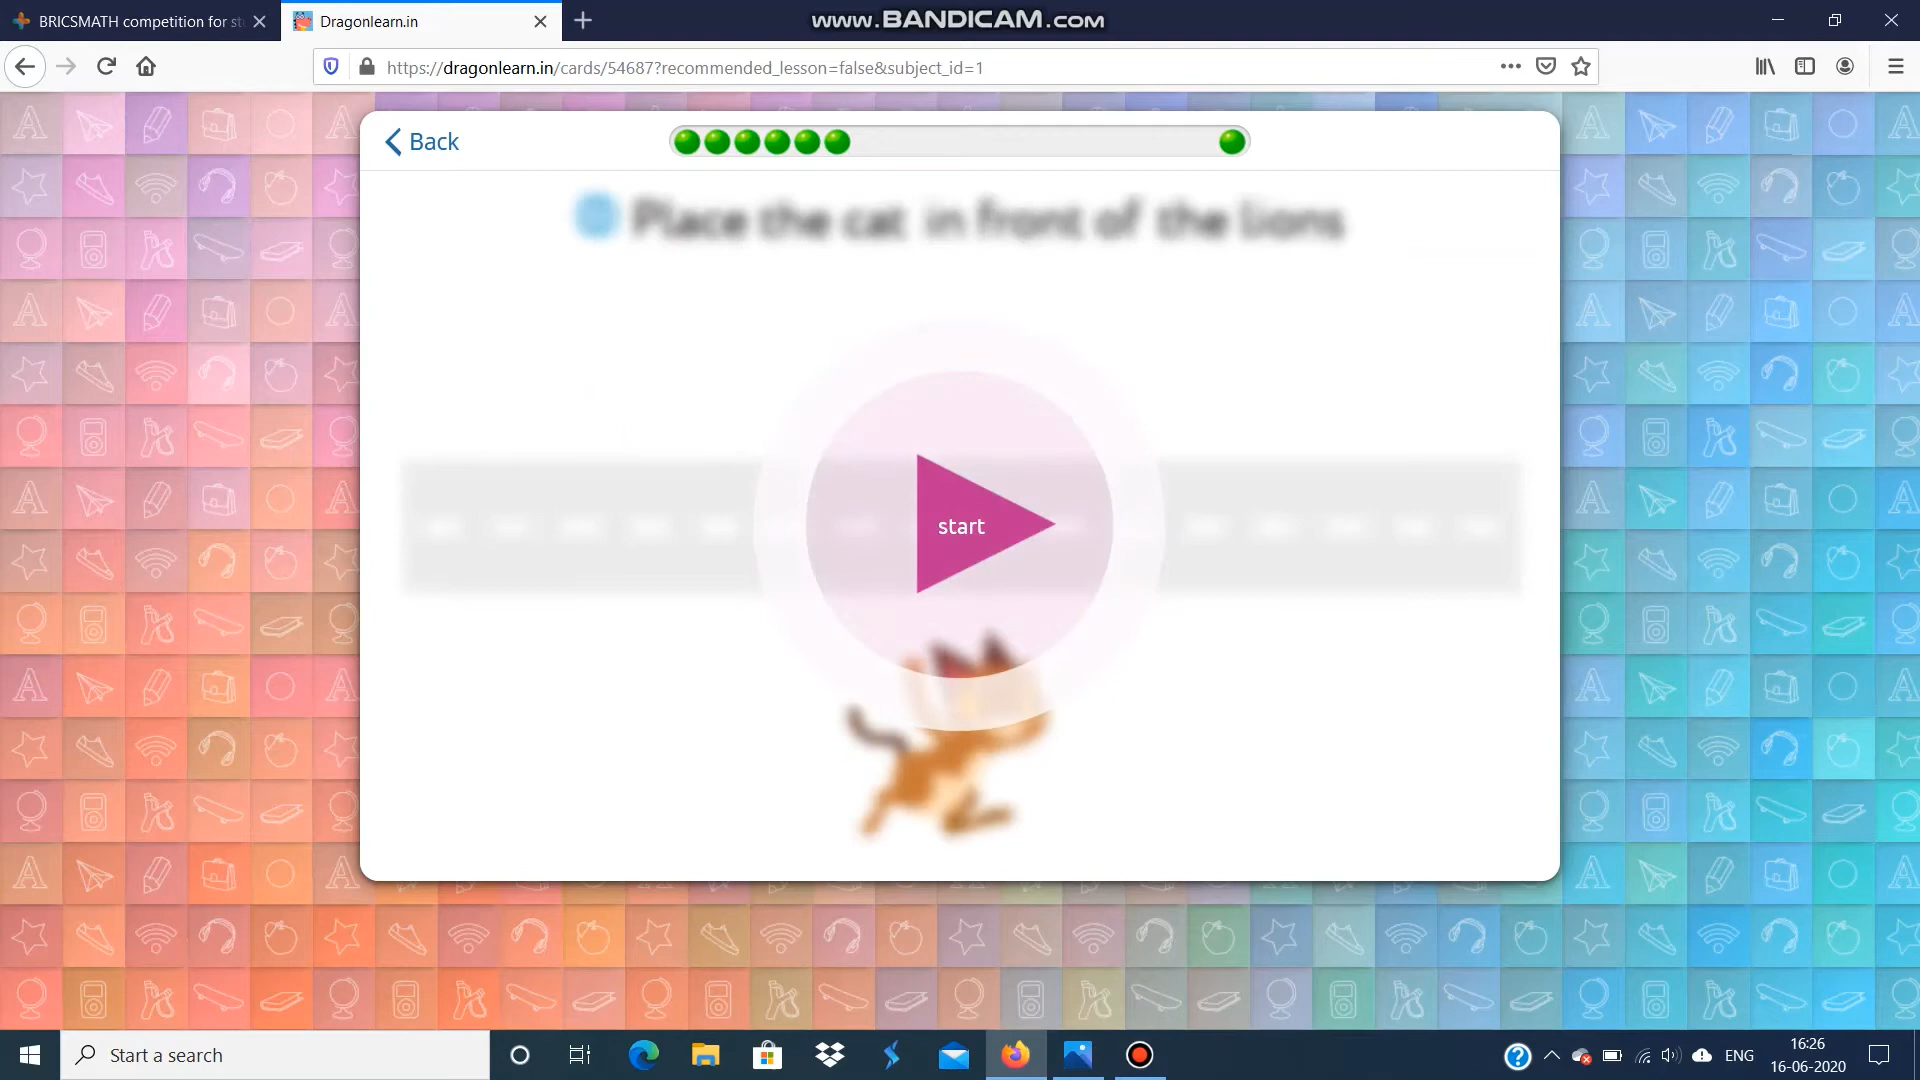 BRICSMATH competition for st
Dragonlearn.in
www.BANDICAM.com
https://dragonlearn.in/cards/54687?recommended_lesson=false&subject_id=1
Back
Place the cat in front of the lions
start
Start a search
ENG
16:26
16-06-2020